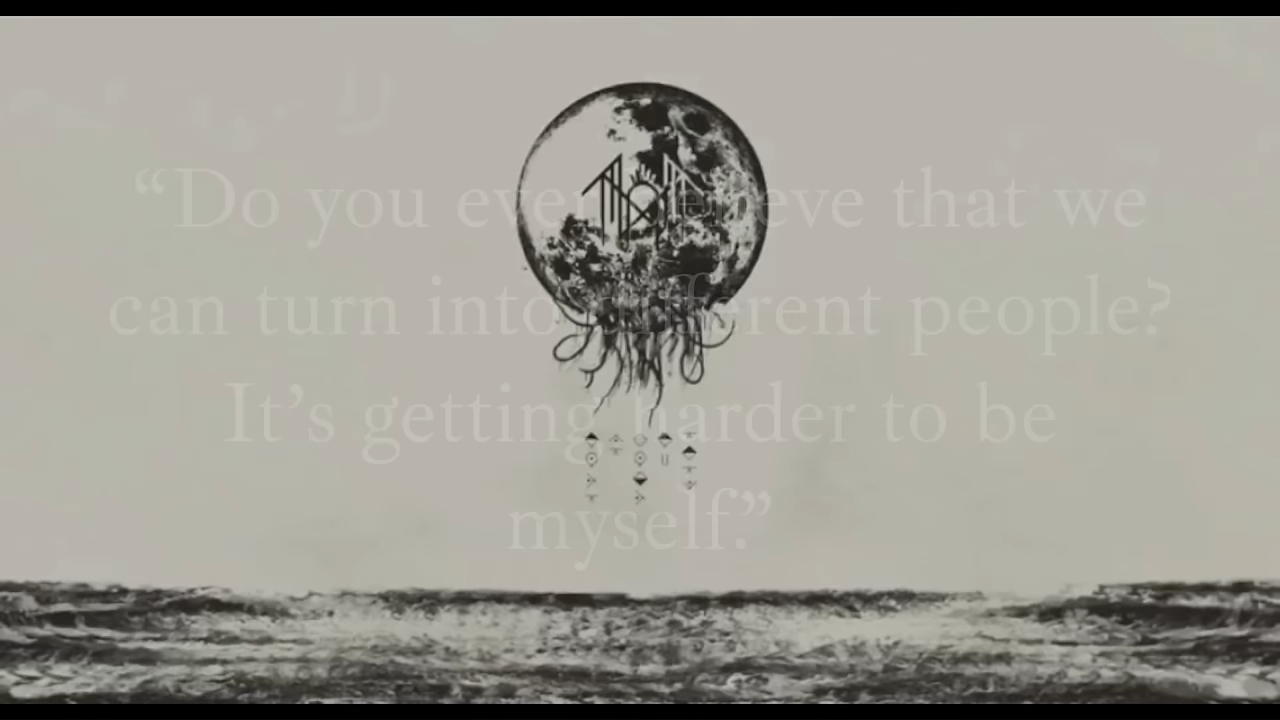 “Do you ever believe that we
can turn into different people?
It’s getting harder to be
myself.”